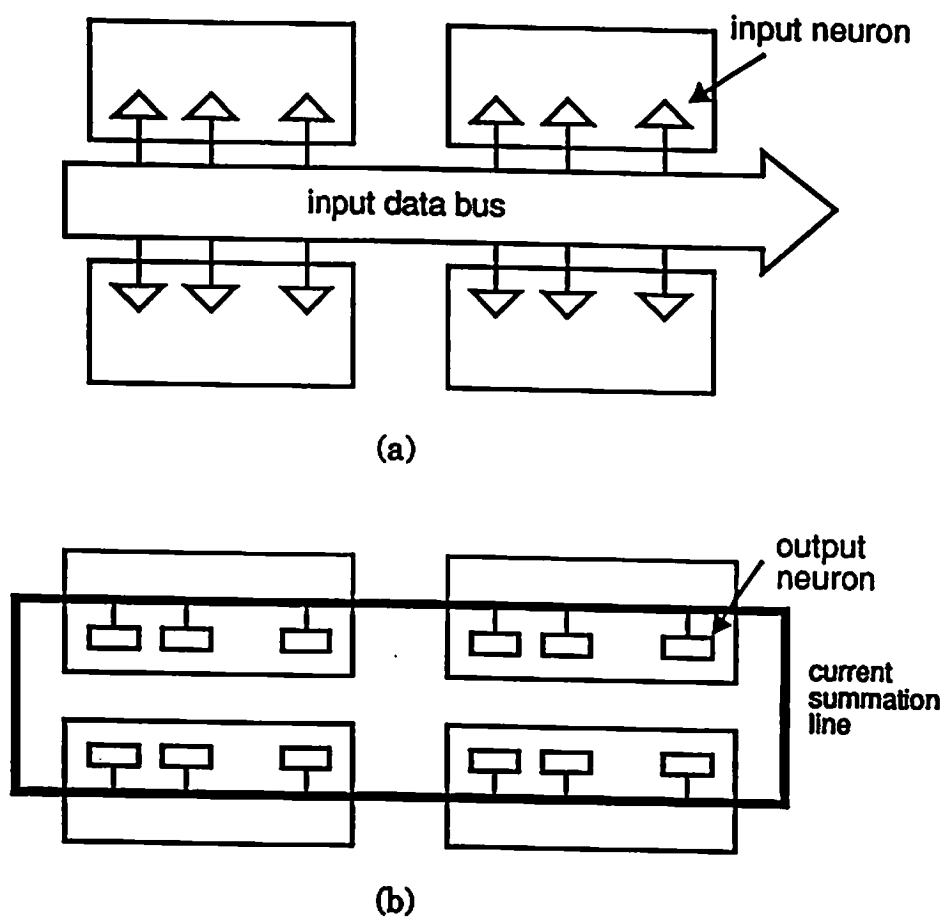 input neuron
input data bus
(a)
output
neuron
current
summation
line
(b)